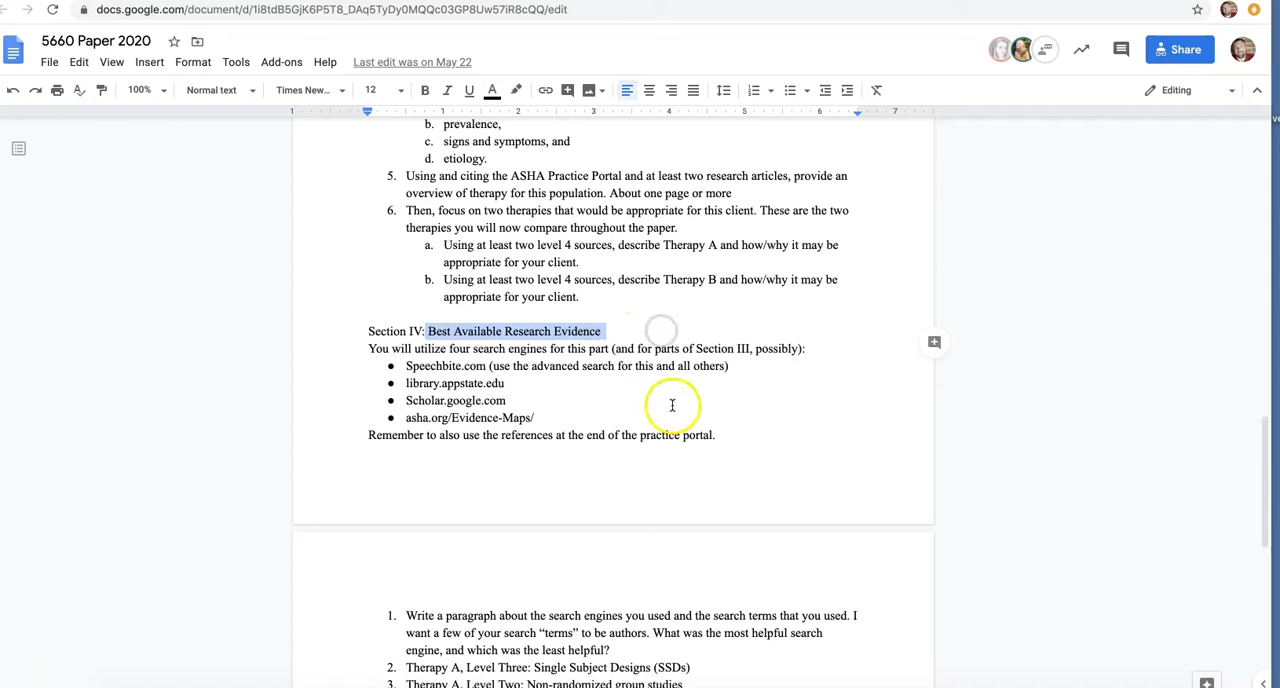 docs.google.com/document/d/1i8tdB5GjK6P5T8_DAq5TyDy0MQQc03GP8Uw57iR8cQQ/edit
5660 Paper 2020
File Edit View Insert Format Tools Add-ons Help Last edit was on May 22
Share
100% Normal text Times New... 12 Editing
1 1 2 3 4 5 6 7
b. prevalence,
c. signs and symptoms, and
d. etiology.
5. Using and citing the ASHA Practice Portal and at least two research articles, provide an
overview of therapy for this population. About one page or more
6. Then, focus on two therapies that would be appropriate for this client. These are the two
therapies you will now compare throughout the paper.
a. Using at least two level 4 sources, describe Therapy A and how/why it may be
appropriate for your client.
b. Using at least two level 4 sources, describe Therapy B and how/why it may be
appropriate for your client.
Section IV: Best Available Research Evidence
You will utilize four search engines for this part (and for parts of Section III, possibly):
● Speechbite.com (use the advanced search for this and all others)
● library.appstate.edu
● Scholar.google.com
● asha.org/Evidence-Maps/
Remember to also use the references at the end of the practice portal.
1. Write a paragraph about the search engines you used and the search terms that you used. I
want a few of your search “terms” to be authors. What was the most helpful search
engine, and which was the least helpful?
2. Therapy A, Level Three: Single Subject Designs (SSDs)
3. Therapy A, Level Two: Non-randomized group studies